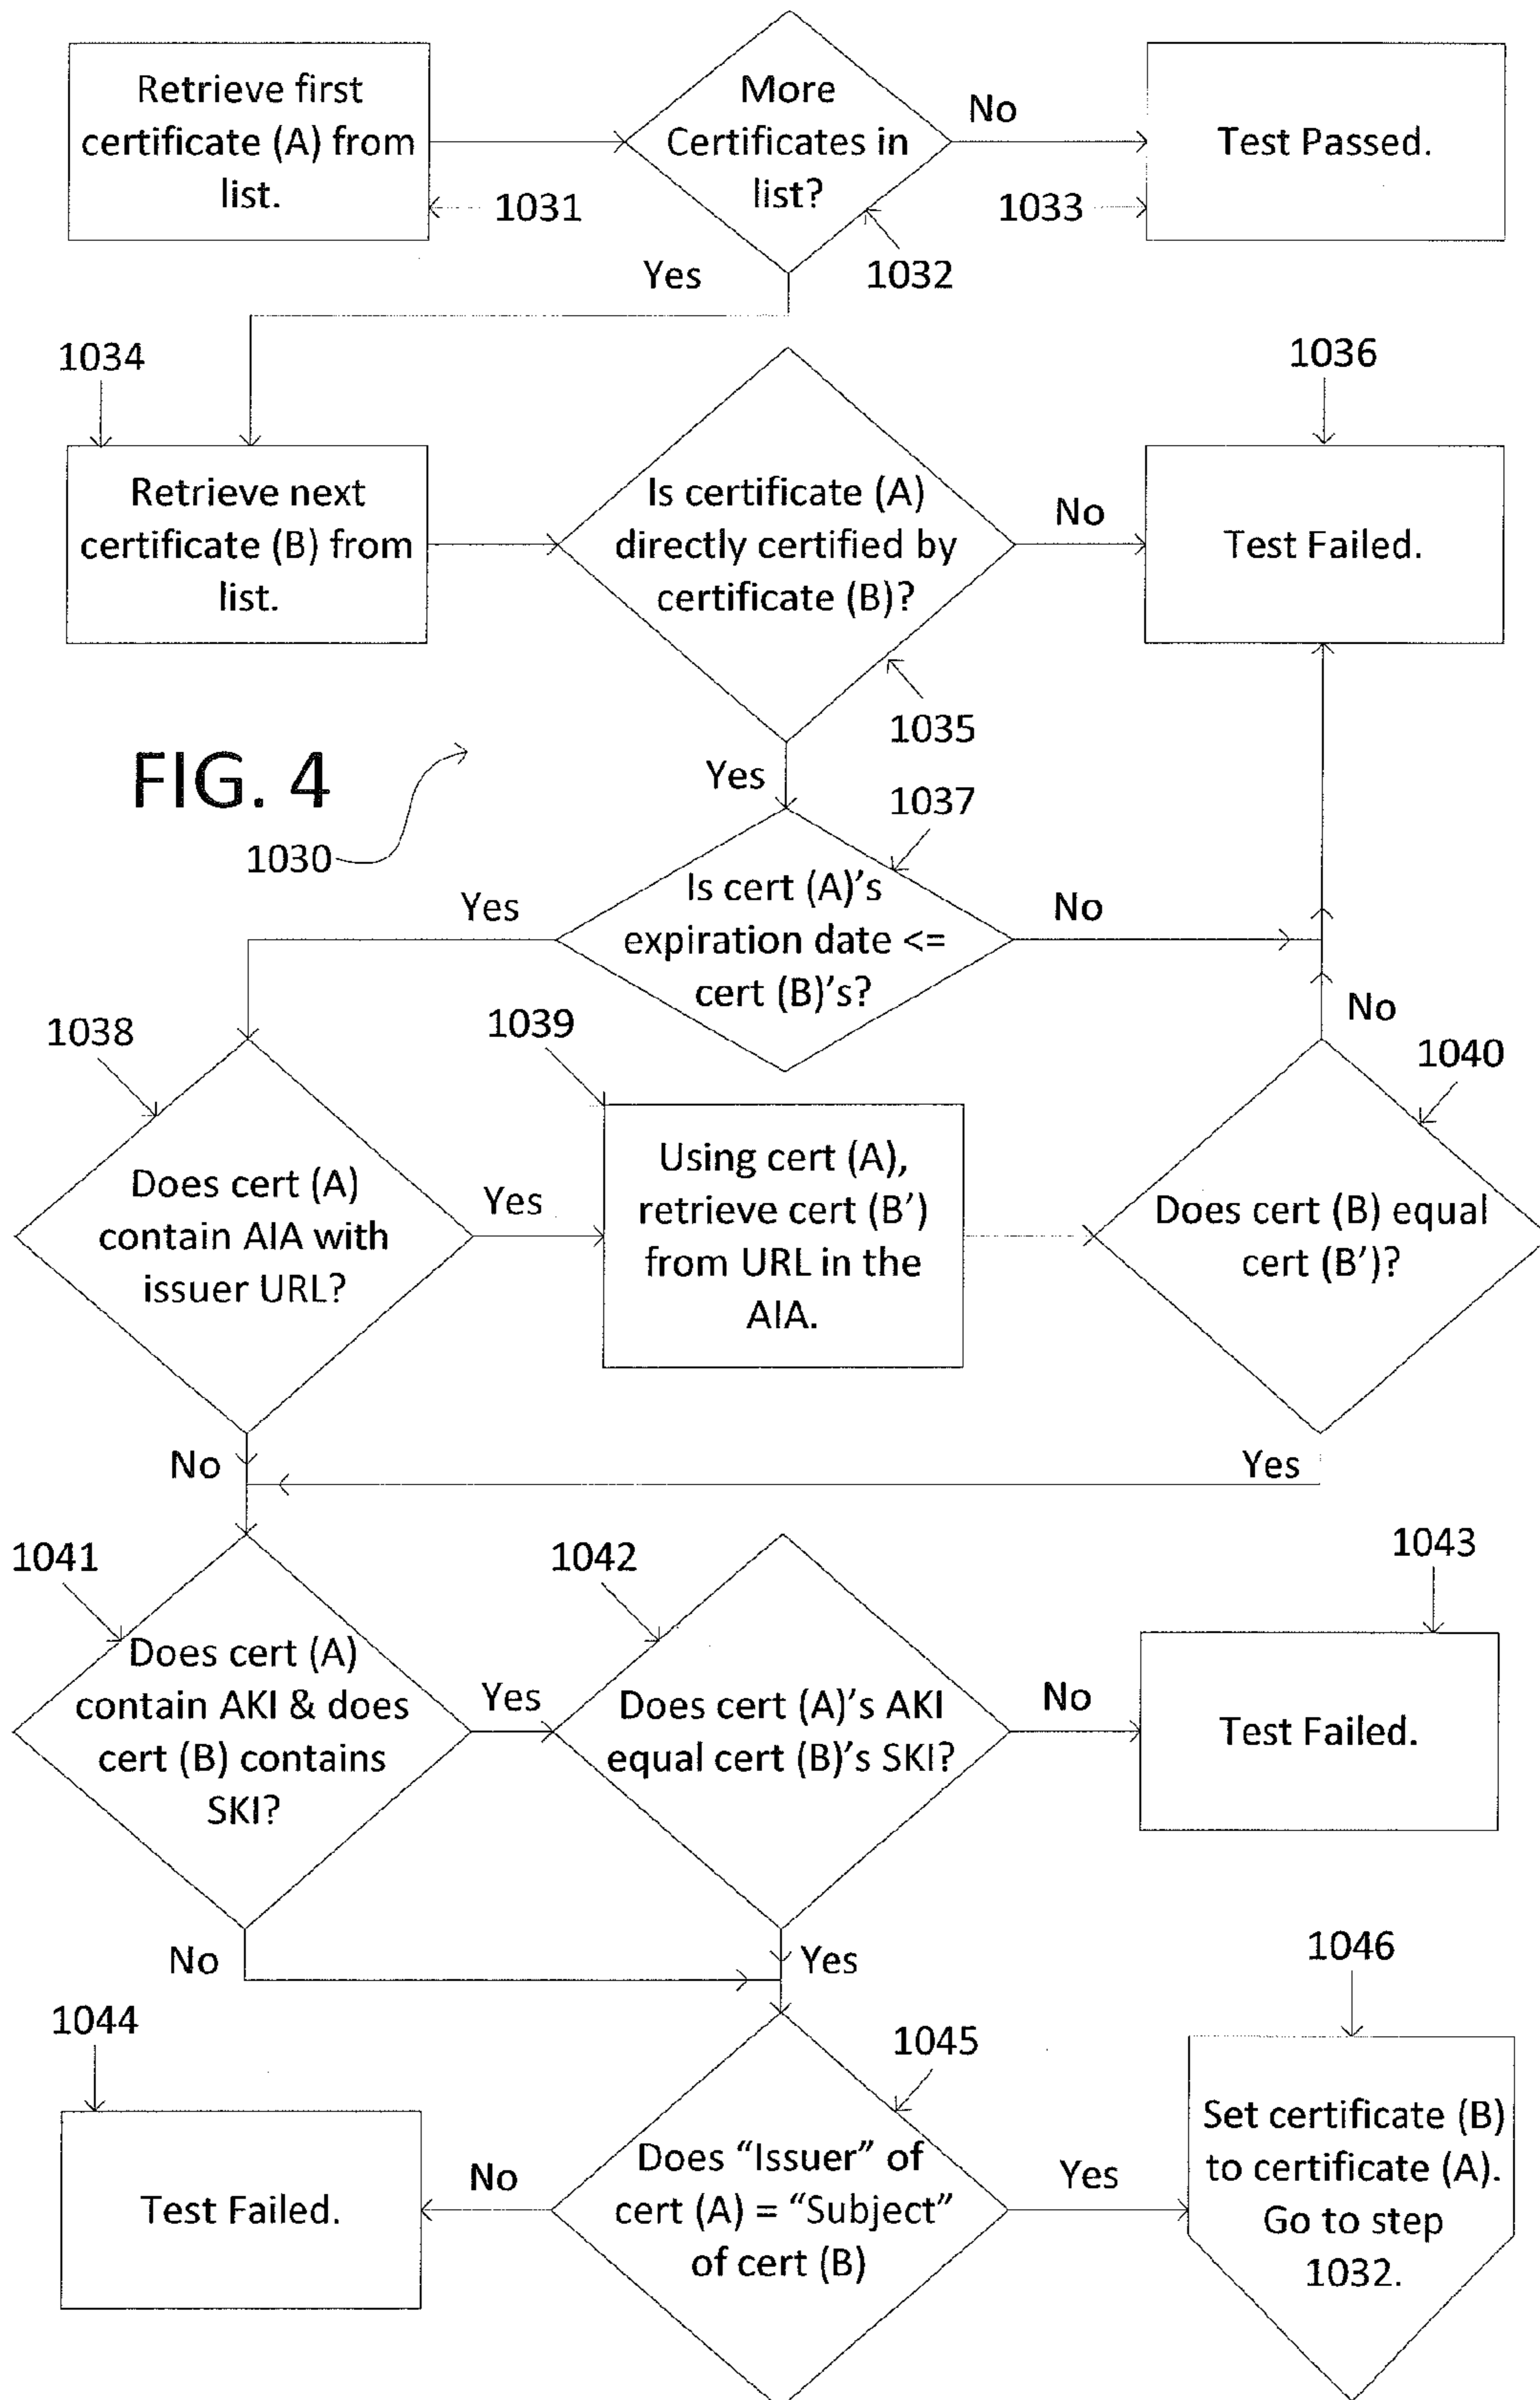 Retrieve first
certificate (A) from
list.
1031
More
Certificates in
list?
No
1032
Test Passed.
1033
Yes
1034
Retrieve next
certificate (B) from
list.
Is certificate (A)
directly certified by
certificate (B)?
No
1035
1036
Test Failed.
FIG. 4
1030
Yes
1037
Is cert (A)'s
expiration date <=
cert (B)'s?
Yes
No
1038
Does cert (A)
contain AIA with
issuer URL?
Yes
1039
Using cert (A),
retrieve cert (B')
from URL in the
AIA.
No
1040
Does cert (B) equal
cert (B')?
No
Yes
1041
Does cert (A)
contain AKI & does
cert (B) contains
SKI?
Yes
1042
Does cert (A)'s AKI
equal cert (B)'s SKI?
No
1043
Test Failed.
No
Yes
1044
Test Failed.
No
1045
Does “Issuer” of
cert (A) = “Subject”
of cert (B)
Yes
1046
Set certificate (B)
to certificate (A).
Go to step
1032.